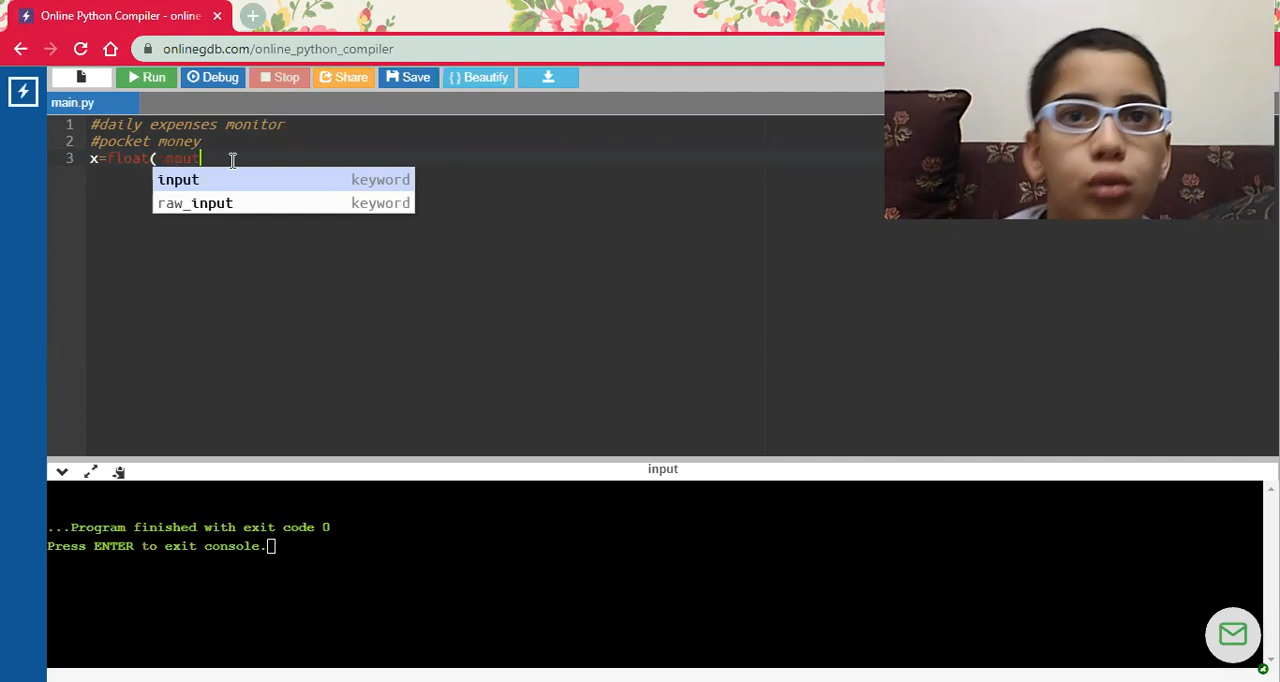 Online Python Compiler - online
onlinegdb.com/online_python_compiler
Run Debug Stop Share Save { } Beautify
main.py
1 #daily expenses monitor
2 #pocket money
3 x=float( nput
input keyword
raw_input keyword
input
...Program finished with exit code 0
Press ENTER to exit console.